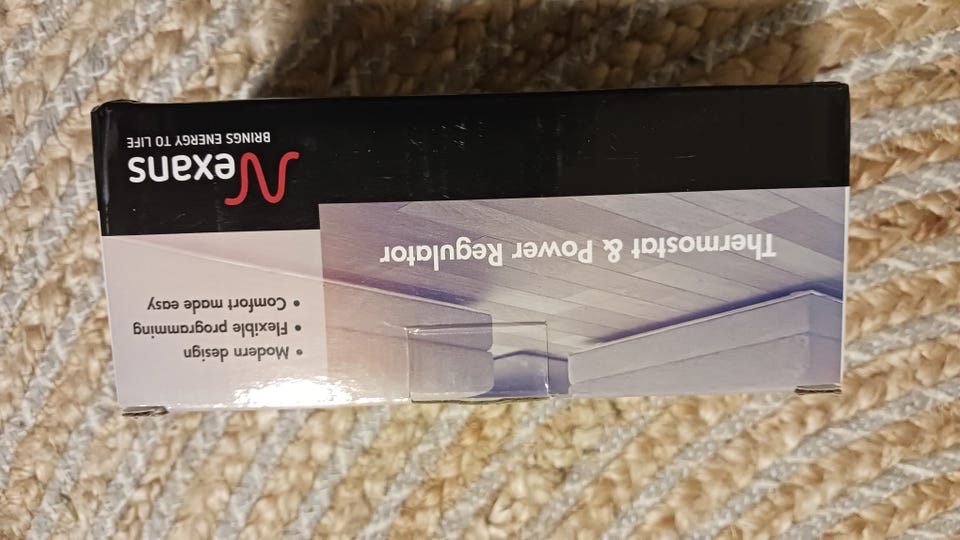 Modern design
Flexible programming
Comfort made easy
Thermostat & Power Regulator
Nexans
BRINGS ENERGY TO LIFE